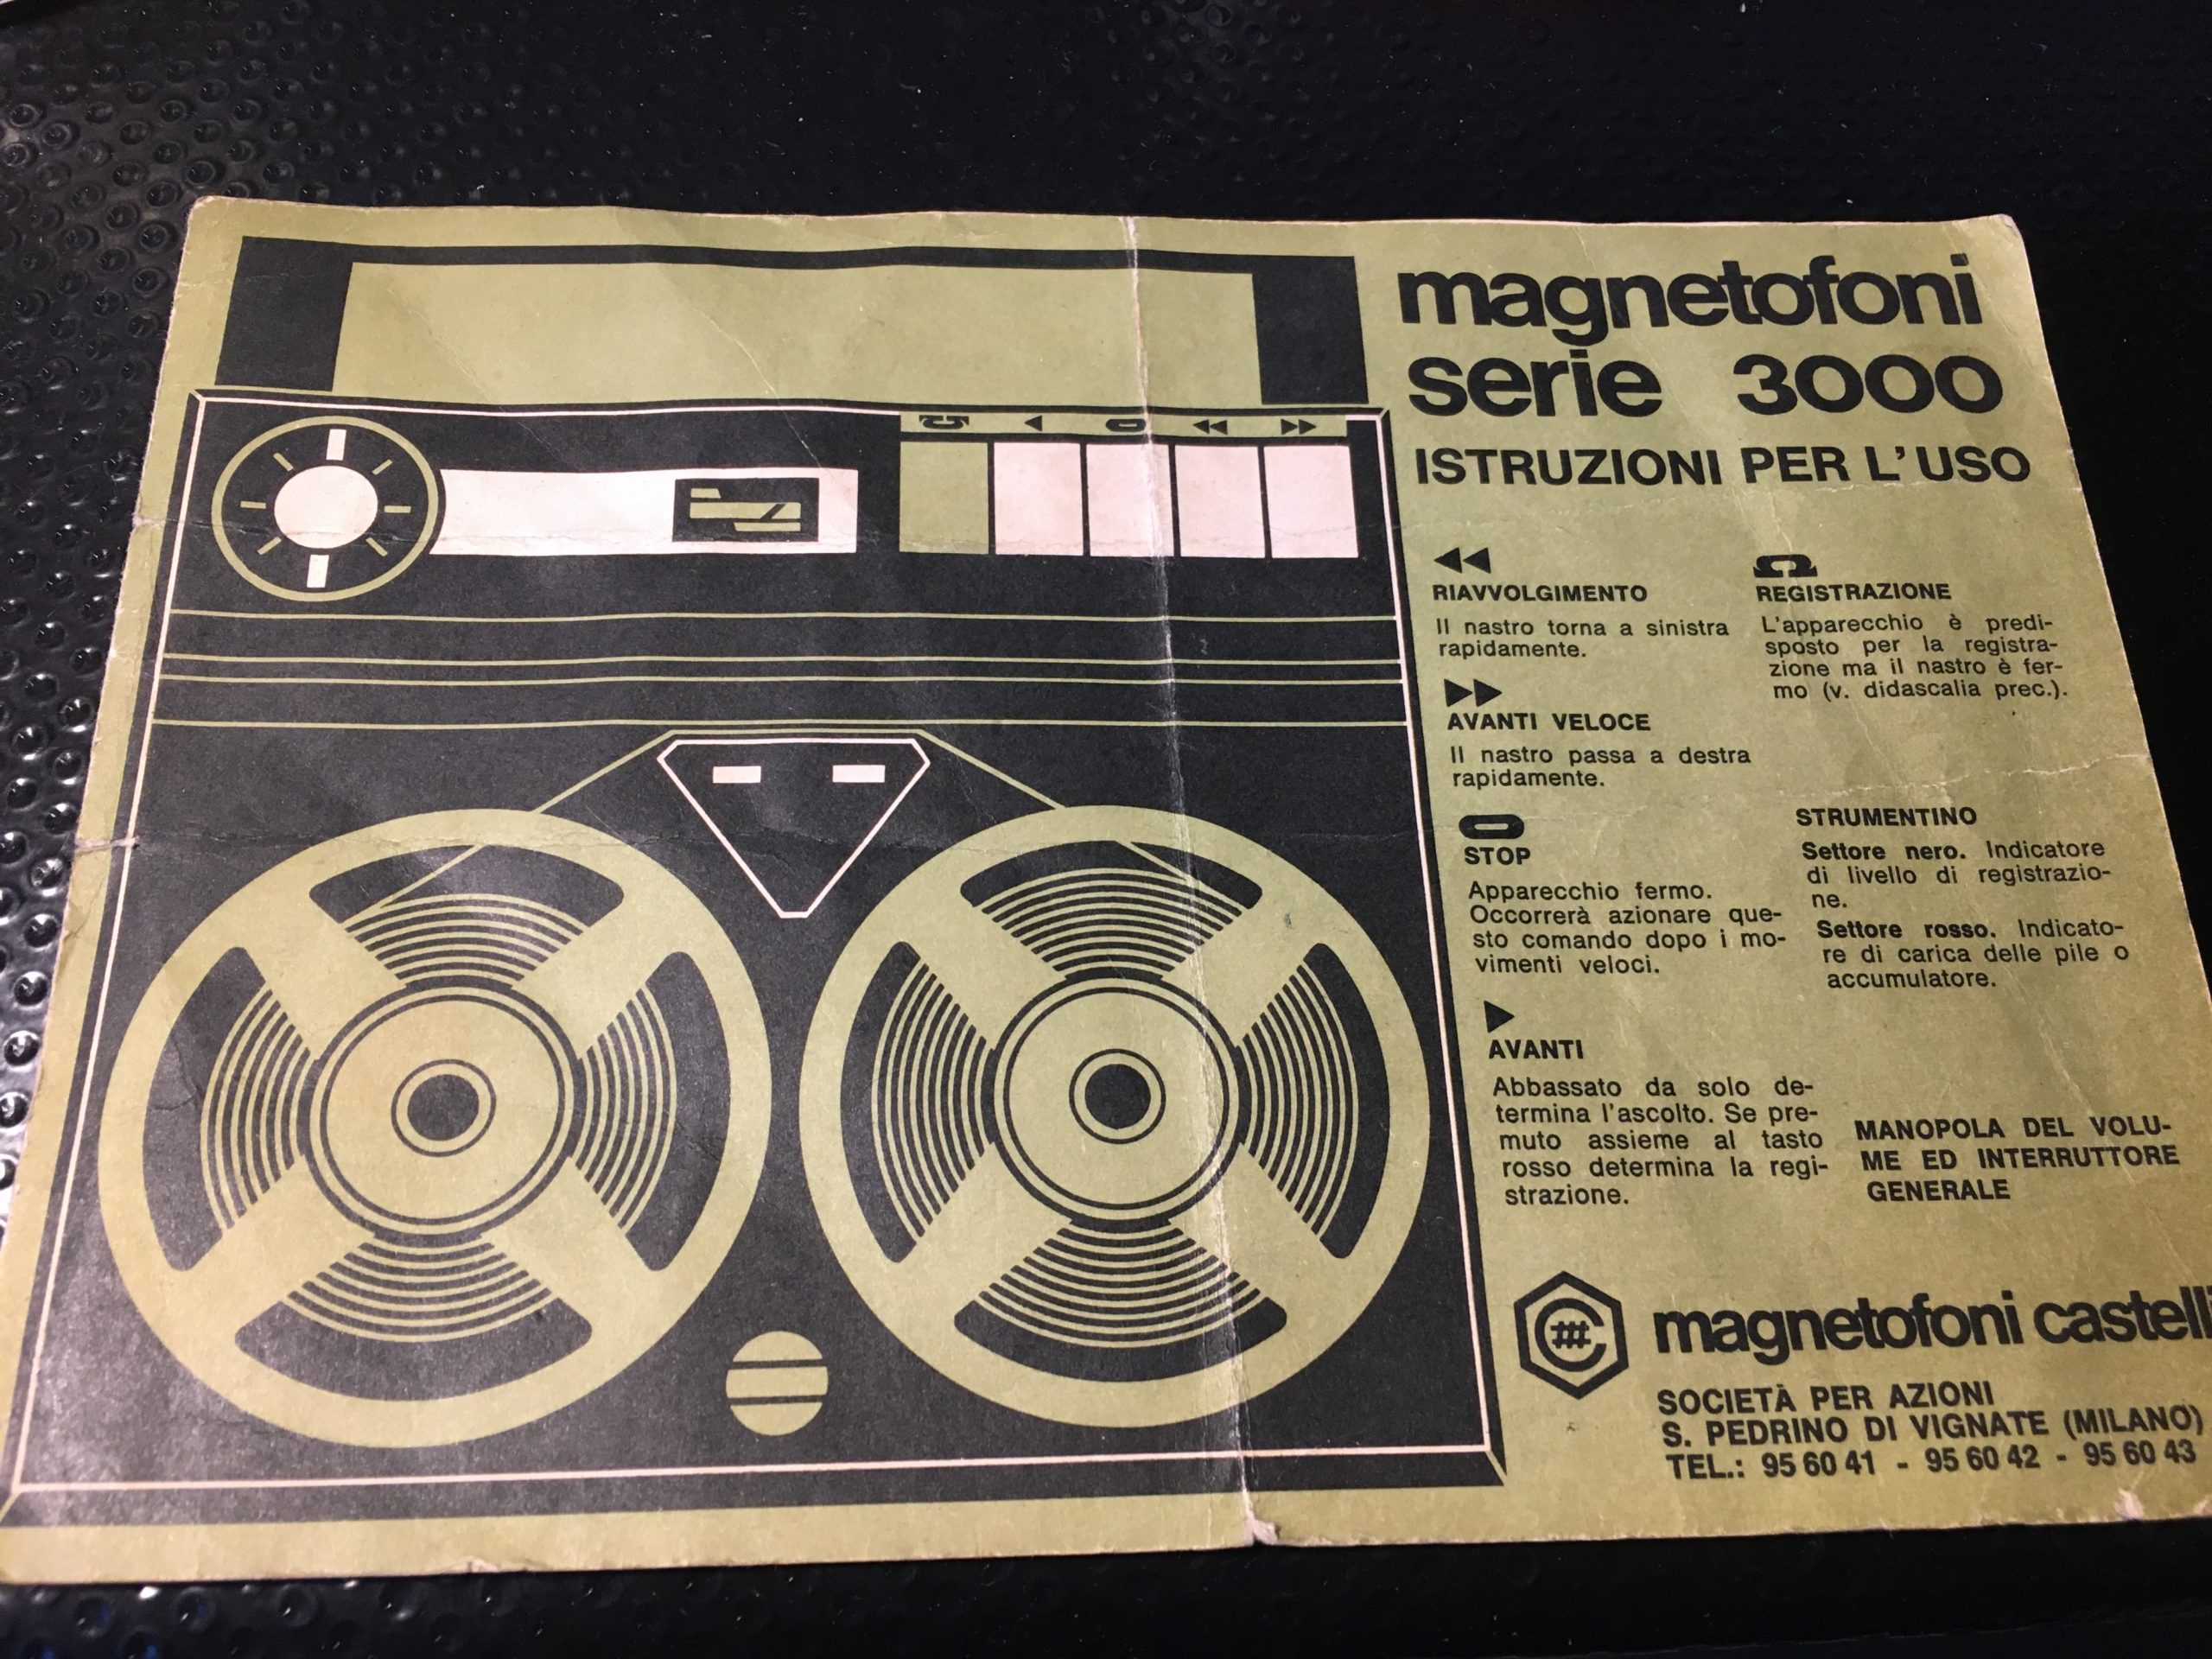 magnetofoni
serie 3000
ISTRUZIONI PER L'USO
RIAVVOLGIMENTO
Il nastro torna a sinistra
rapidamente.
AVANTI VELOCE
Il nastro passa a destra
rapidamente.
STOP
Apparecchio fermo.
Occorrerà azionare que-
sto comando dopo i mo-
vimenti veloci.
AVANTI
Abbassato da solo de-
termina l'ascolto. Se pre-
muto assieme al tasto
rosso determina la regi-
strazione.
REGISTRAZIONE
L'apparecchio è predi-
sposto per la registra-
zione ma il nastro è fer-
mo (v. didascalia prec.).
STRUMENTINO
Settore nero. Indicatore
di livello di registrazio-
ne.
Settore rosso. Indicato-
re di carica delle pile o
accumulatore.
MANOPOLA DEL VOLU-
ME ED INTERRUTTORE
GENERALE
magnetofoni castelli
SOCIETÀ PER AZIONI
S. PEDRINO DI VIGNATE (MILANO)
TEL.: 95 60 41 - 95 60 42 - 95 60 43